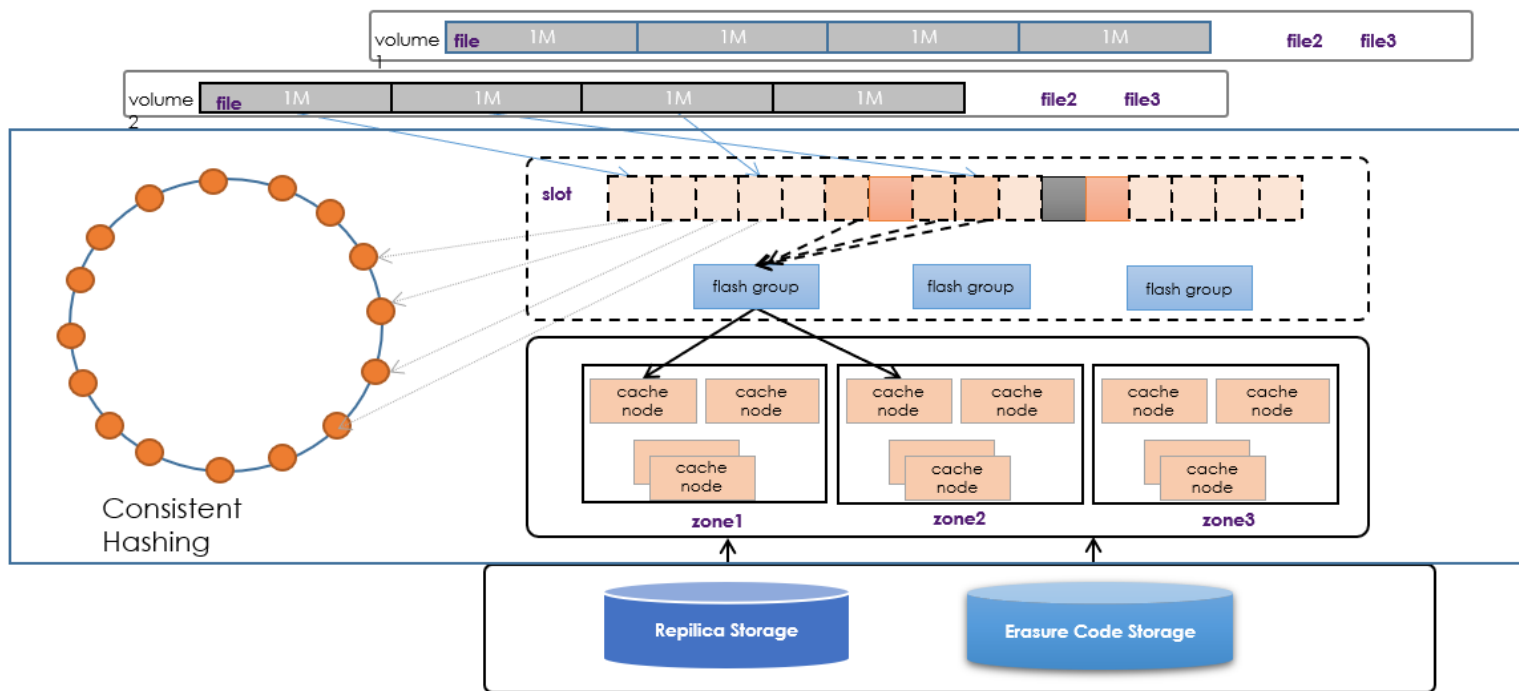 volume 1
file
1M
1M
1M
1M
file2
file3
volume 2
file
1M
1M
1M
1M
file2
file3
slot
flash group
flash group
flash group
cache
node
cache
node
cache
node
cache
node
cache
node
cache
node
cache
node
cache
node
cache
node
zone1
zone2
zone3
Consistent
Hashing
Repilica Storage
Erasure Code Storage